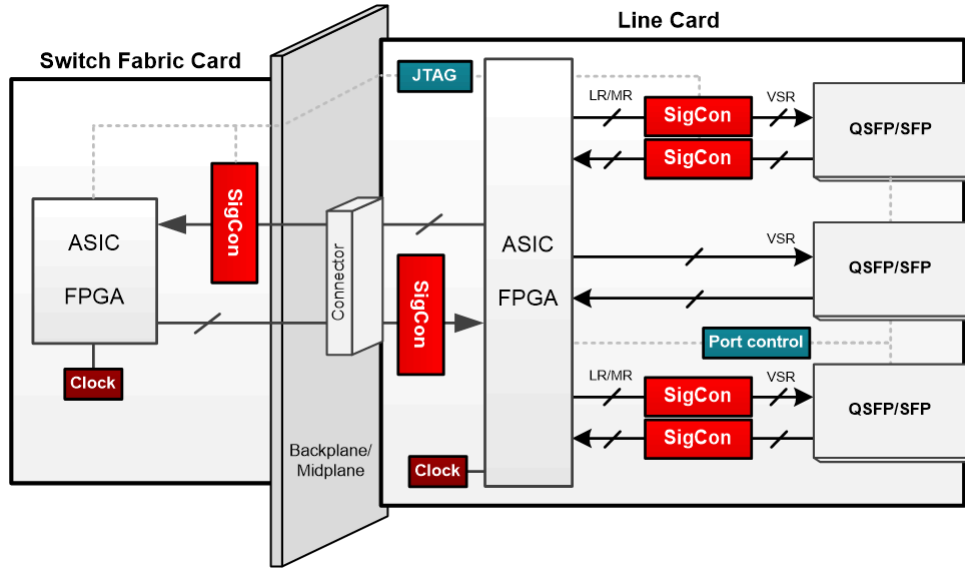 Switch Fabric Card
Line Card
JTAG
LR/MR
SigCon
VSR
QSFP/SFP
SigCon
SigCon
ASIC
FPGA
Clock
Connector
SigCon
Backplane/
Midplane
ASIC
FPGA
Clock
VSR
QSFP/SFP
Port control
LR/MR
SigCon
VSR
QSFP/SFP
SigCon